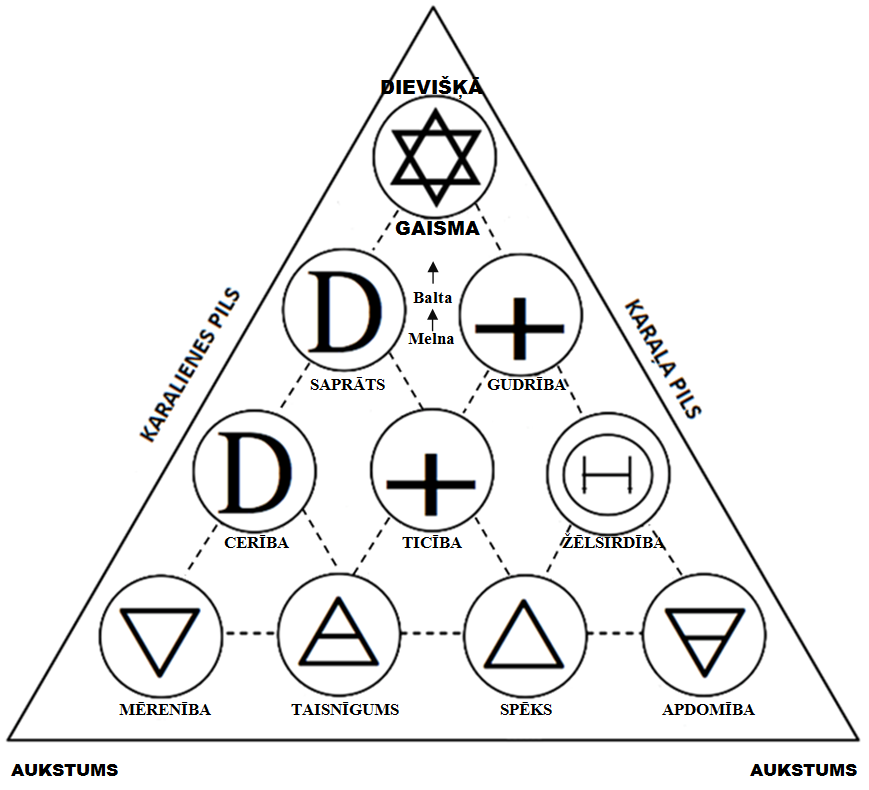 DIEVIŠĶĀ
GAISMA
KARALIENES PILS
KARAĻA PILS
D
Balta
Melna
SAPRĀTS
GUDRĪBA
D
CERĪBA
TICĪBA
ŽĒLSIRDĪBA
MĒRENĪBA
TAISNĪGUMS
SPĒKS
APDOMĪBA
AUKSTUMS
AUKSTUMS